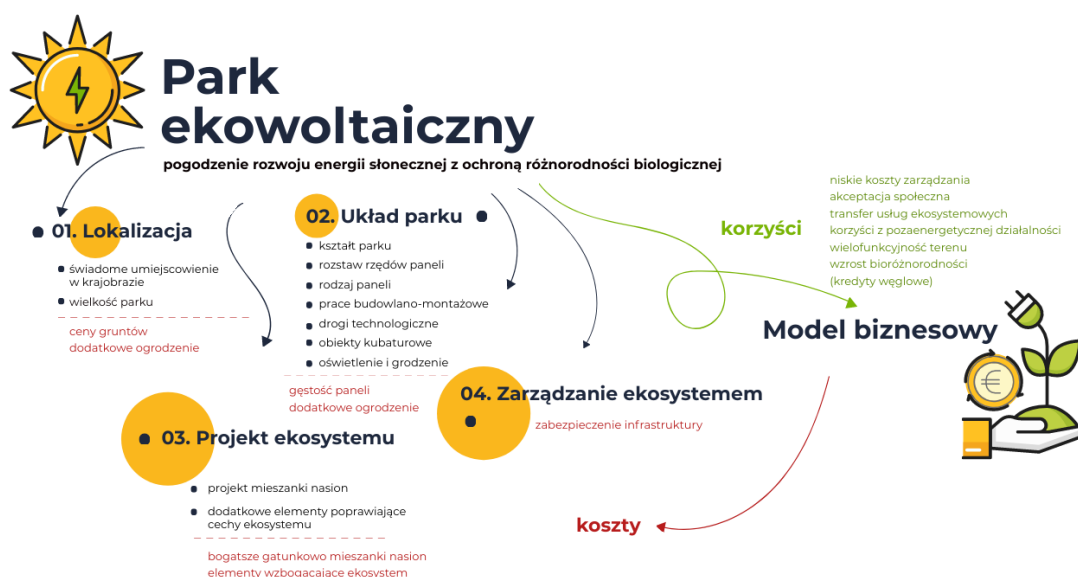 Park
ekowoltaiczny
pogodzenie rozwoju energii słonecznej z ochroną różnorodności biologicznej
01. Lokalizacja
świadome umiejscowienie
w krajobrazie
wielkość parku
ceny gruntów
dodatkowe ogrodzenie
02. Układ parku
kształt parku
rozstaw rzędów paneli
rodzaj paneli
prace budowlano-montażowe
drogi technologiczne
obiekty kubaturowe
oświetlenie i grodzenie
gęstość paneli
dodatkowe ogrodzenie
03. Projekt ekosystemu
projekt mieszanki nasion
dodatkowe elementy poprawiające
cechy ekosystemu
bogatsze gatunkowo mieszanki nasion
elementy wzbogacające ekosystem
04. Zarządzanie ekosystemem
zabezpieczenie infrastruktury
korzyści
niskie koszty zarządzania
akceptacja społeczna
transfer usług ekosystemowych
korzyści z pozaenergetycznej działalności
wielofunkcyjność terenu
wzrost bioróżnorodności
(kredyty węglowe)
Model biznesowy
€
koszty